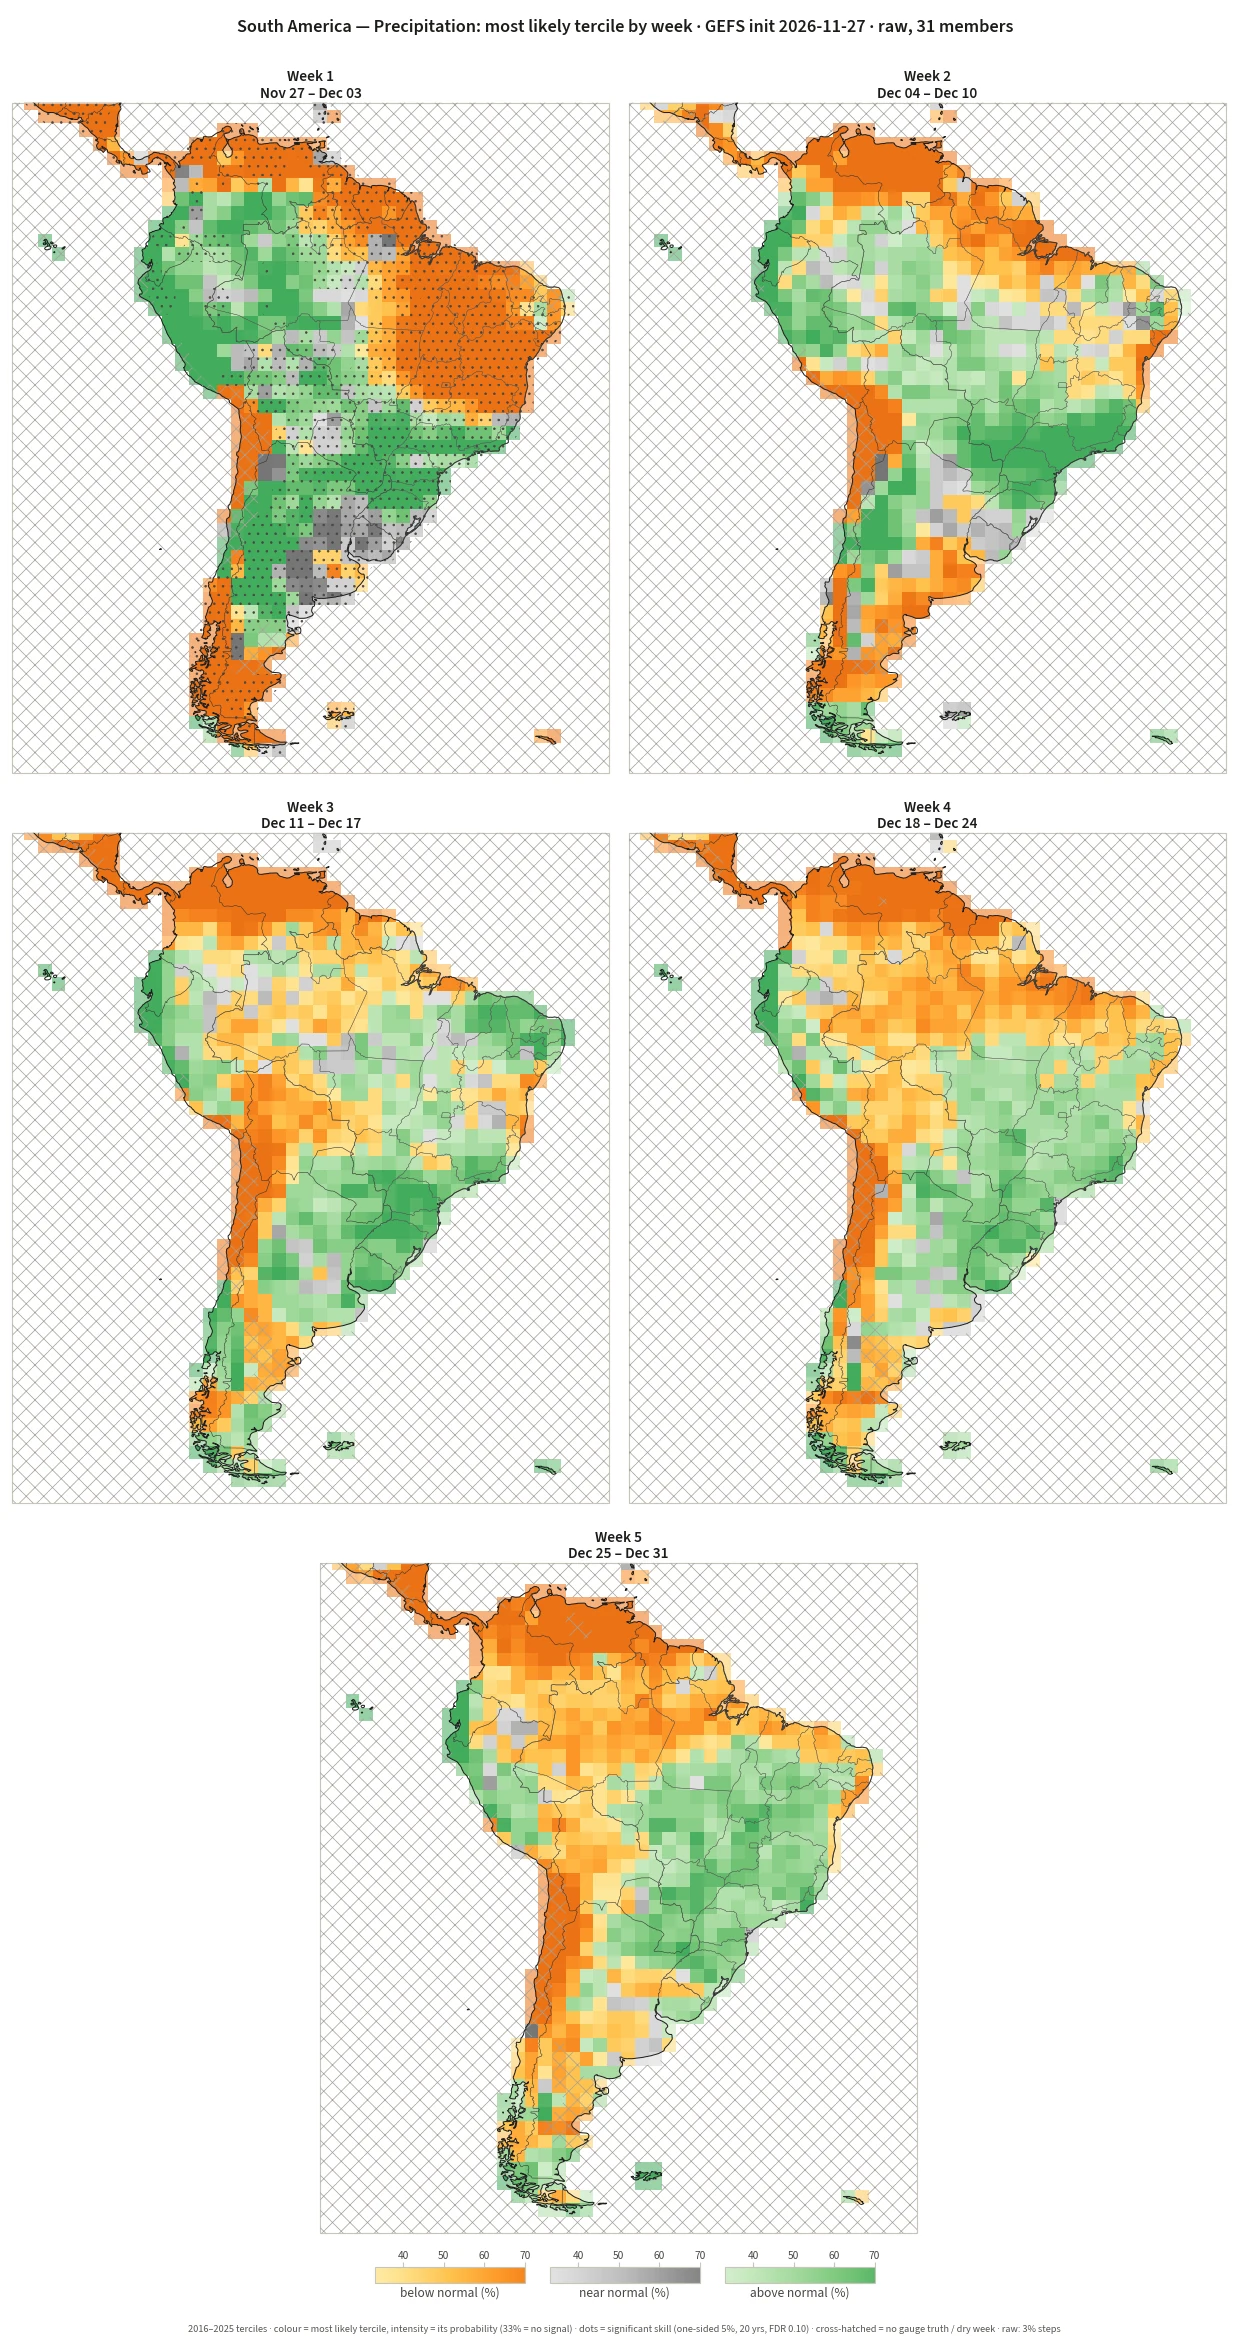 South America — Precipitation: most likely tercile by week · GEFS init 2026-11-27 · raw, 31 members
Week 1
Nov 27 – Dec 03
Week 2
Dec 04 – Dec 10
Week 3
Dec 11 – Dec 17
Week 4
Dec 18 – Dec 24
Week 5
Dec 25 – Dec 31
40 50 60 70
below normal (%)
40 50 60 70
near normal (%)
40 50 60 70
above normal (%)
2016–2025 terciles · colour = most likely tercile, intensity = its probability (33% = no signal) · dots = significant skill (one-sided 5%, 20 yrs, FDR 0.10) · cross-hatched = no gauge truth / dry week · raw: 3% steps